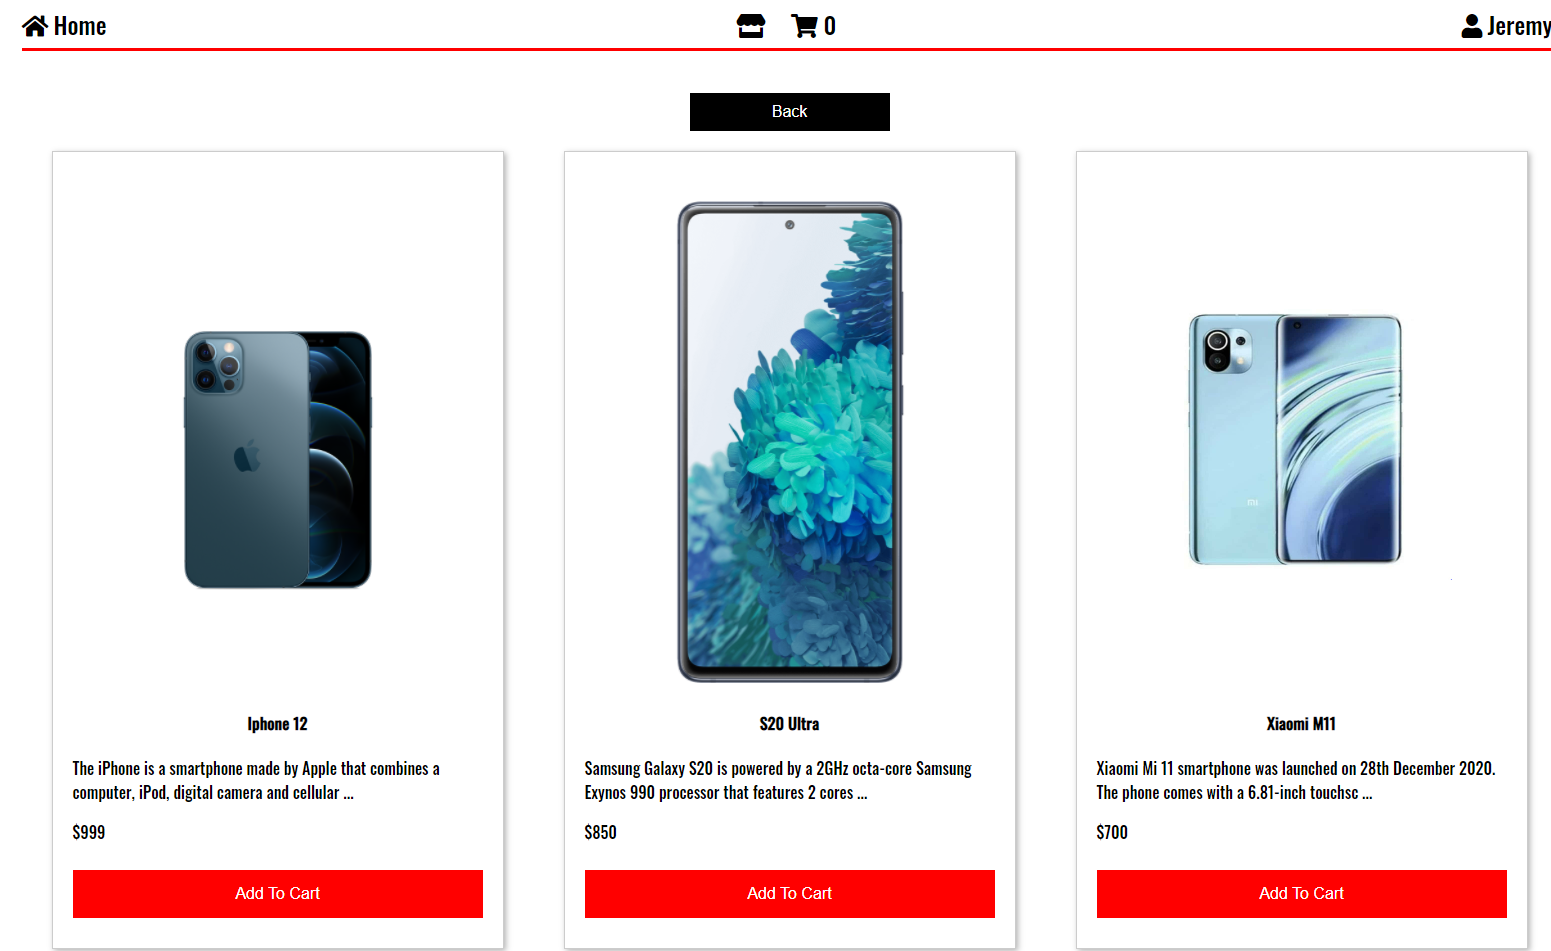 Home
0
Jeremy
Back
Iphone 12
The iPhone is a smartphone made by Apple that combines a
computer, iPod, digital camera and cellular ...
$999
Add To Cart
S20 Ultra
Samsung Galaxy S20 is powered by a 2GHz octa-core Samsung
Exynos 990 processor that features 2 cores ...
$850
Add To Cart
mi
Xiaomi M11
Xiaomi Mi 11 smartphone was launched on 28th December 2020.
The phone comes with a 6.81-inch touchsc ...
$700
Add To Cart